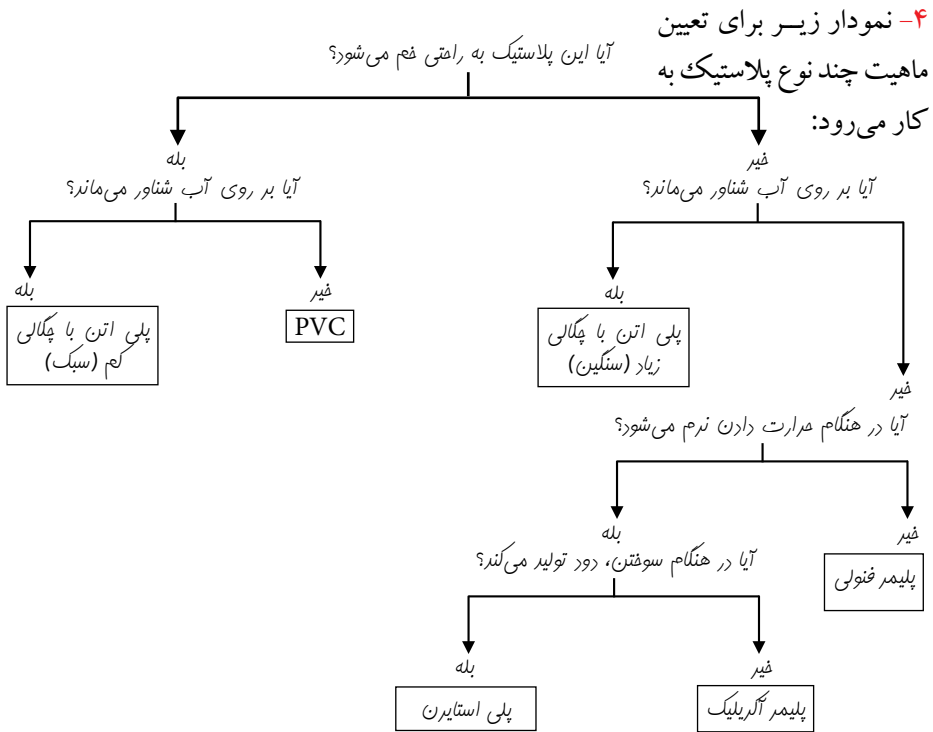 ۴- نمودار زیر برای تعیین
ماهیت چند نوع پلاستیک به
کار می‌رود:
آیا این پلاستیک به راحتی خم می‌شود؟
خیر
بله
آیا بر روی آب شناور می‌ماند؟
آیا بر روی آب شناور می‌ماند؟
بله
خیر
بله
پلی اتن با چگالی
زیاد (سنگین)
PVC
پلی اتن با چگالی
کم (سبک)
خیر
آیا در هنگام حرارت دادن نرم می‌شود؟
خیر
بله
پلیمر فنولی
آیا در هنگام سوختن، دود تولید می‌کند؟
خیر
بله
پلیمر آکریلیک
پلی استایرن